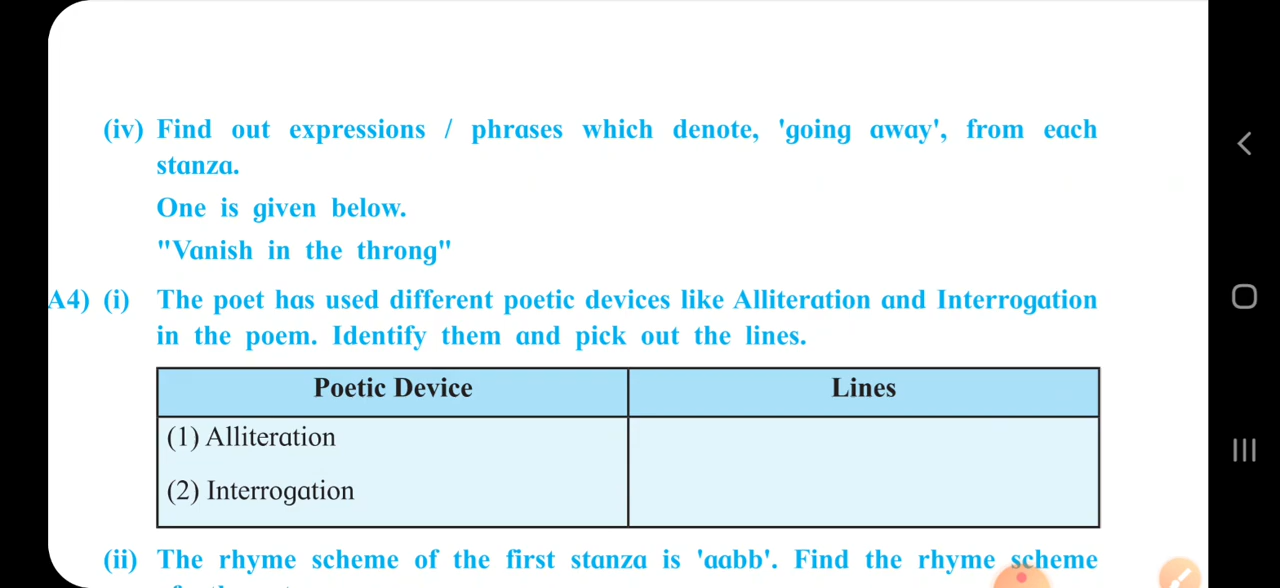 (iv) Find out expressions / phrases which denote, 'going away', from each
stanza.
One is given below.
"Vanish in the throng"
A4) (i) The poet has used different poetic devices like Alliteration and Interrogation
in the poem. Identify them and pick out the lines.
Poetic Device Lines
(1) Alliteration
(2) Interrogation
(ii) The rhyme scheme of the first stanza is 'aabb'. Find the rhyme scheme